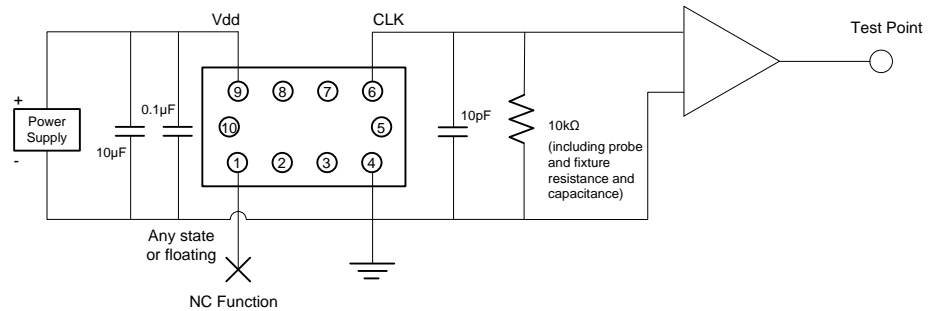 Vdd
CLK
Test Point
+
Power
Supply
-
10µF
0.1µF
9
8
7
6
10
5
1
2
3
4
10pF
10kΩ
(including probe
and fixture
resistance and
capacitance)
Any state
or floating
NC Function